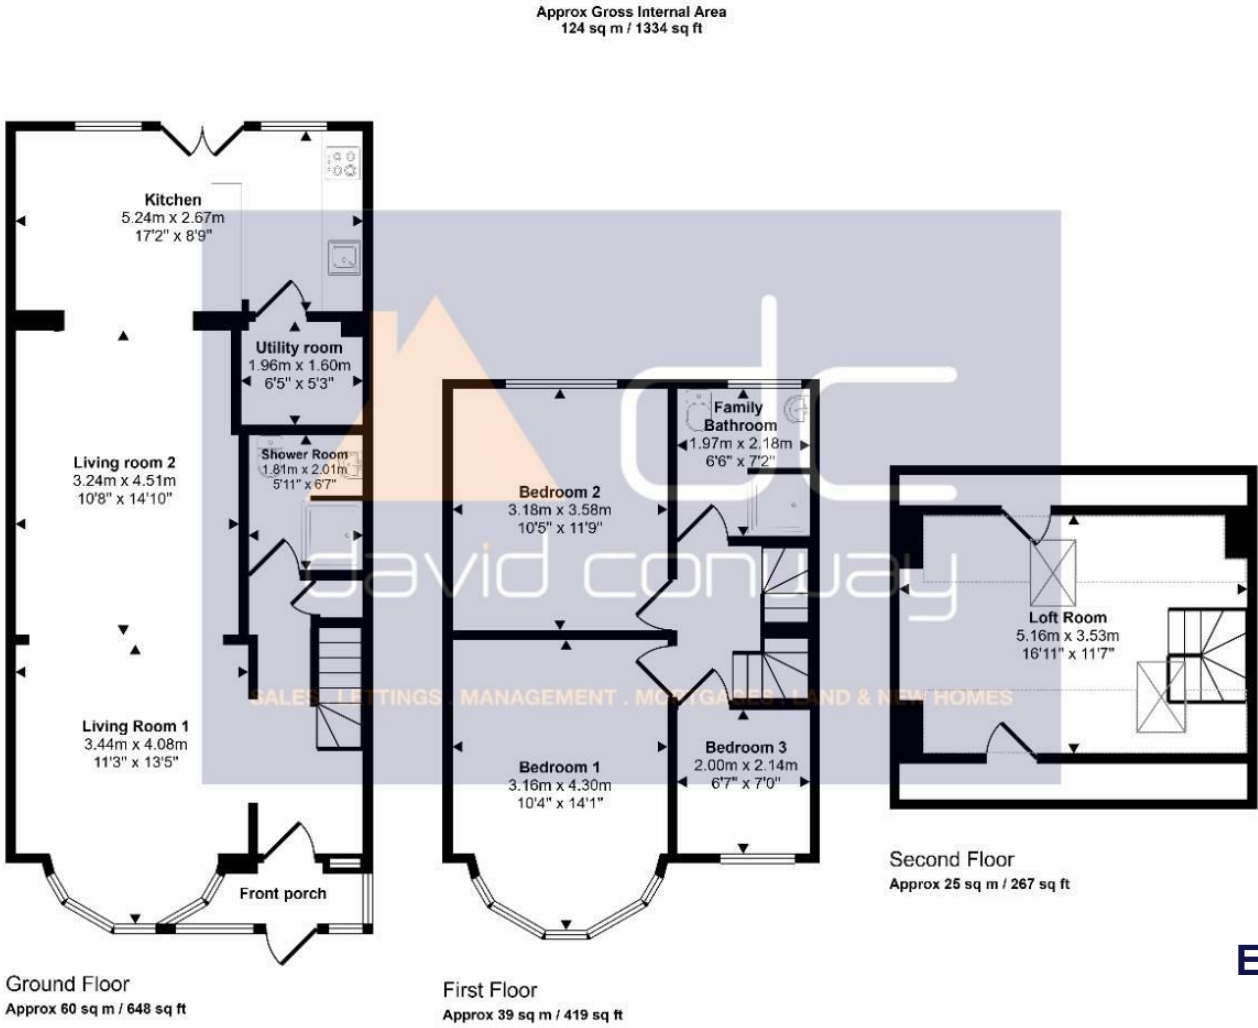 Approx Gross Internal Area
124 sq m / 1334 sq ft
Kitchen
5.24m x 2.67m
17'2" x 8'9"
Utility room
1.96m x 1.60m
6'5" x 5'3"
Shower Room
1.81m x 2.01m
5'11" x 6'7"
Living room 2
3.24m x 4.51m
10'8" x 14'10"
Living Room 1
3.44m x 4.08m
11'3" x 13'5"
Front porch
Ground Floor
Approx 60 sq m / 648 sq ft
Family
Bathroom
1.97m x 2.18m
6'6" x 7'2"
Bedroom 2
3.18m x 3.58m
10'5" x 11'9"
Bedroom 1
3.16m x 4.30m
10'4" x 14'1"
Bedroom 3
2.00m x 2.14m
6'7" x 7'0"
First Floor
Approx 39 sq m / 419 sq ft
Loft Room
5.16m x 3.53m
16'11" x 11'7"
Second Floor
Approx 25 sq m / 267 sq ft
dc
david conway
SALES . LETTINGS . MANAGEMENT . MORTGAGES . LAND & NEW HOMES
E